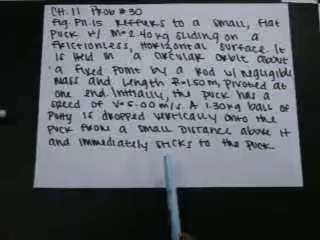 CH.11 PROB #30
Fig. P11.15 REFERS to a small, flat
puck w/ M=2.40kg sliding on a
frictionless, horizontal surface. It
is held in a circular orbit about
a fixed point by a rod w/ negligible
mass and length R=1.50m, pivoted at
one end. Initially, the puck has a
speed of v=5.00m/s. A 1.30kg ball of
putty is dropped vertically onto the
puck from a small distance above it
and immediately sticks to the puck.